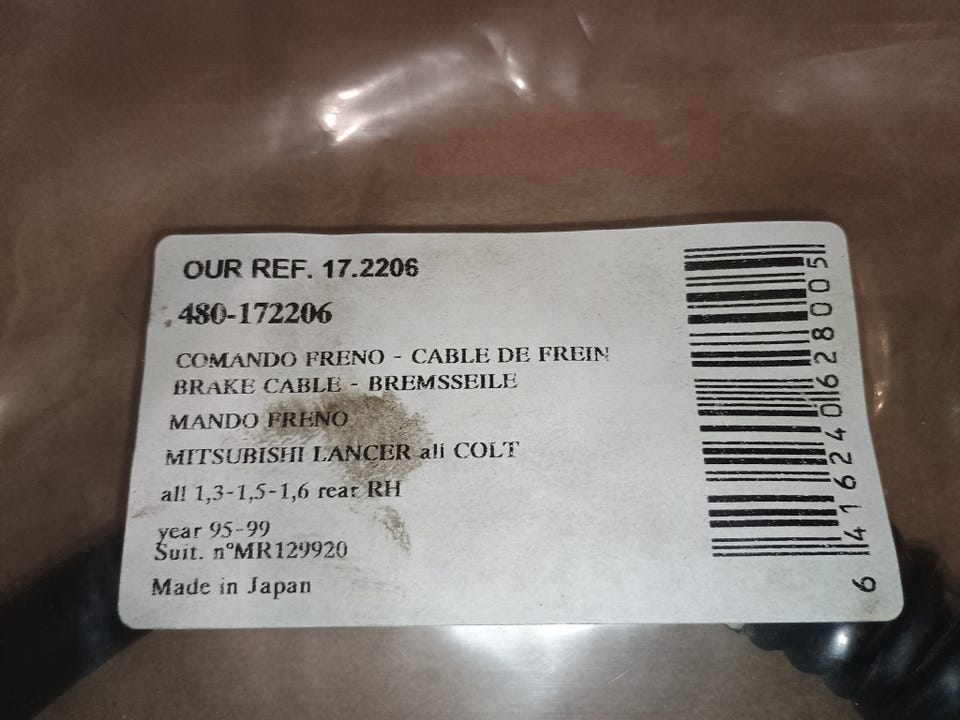 OUR REF. 17.2206
480-172206
COMANDO FRENO - CABLE DE FREIN
BRAKE CABLE - BREMSSEILE
MANDO FRENO
MITSUBISHI LANCER all COLT
all 1,3-1,5-1,6 rear RH
year 95-99
Suit. n°MR129920
Made in Japan
6 416240 628005